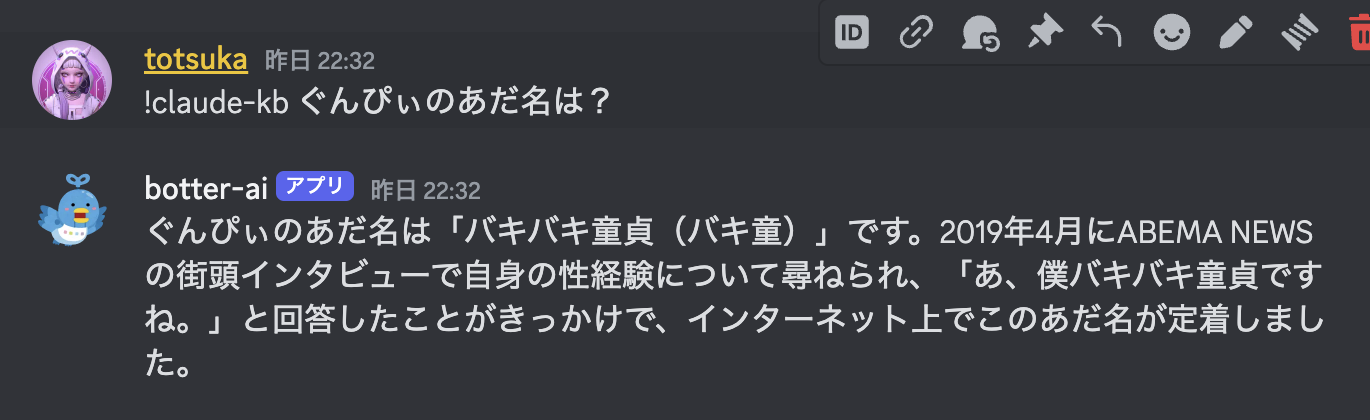 ID
totsuka 昨日 22:32
!claude-kb ぐんぴぃのあだ名は？
botter-ai アプリ 昨日 22:32
ぐんぴぃのあだ名は「バキバキ童貞（バキ童）」です。2019年4月にABEMA NEWS
の街頭インタビューで自身の性経験について尋ねられ、「あ、僕バキバキ童貞です
ね。」と回答したことがきっかけで、インターネット上でこのあだ名が定着しまし
た。